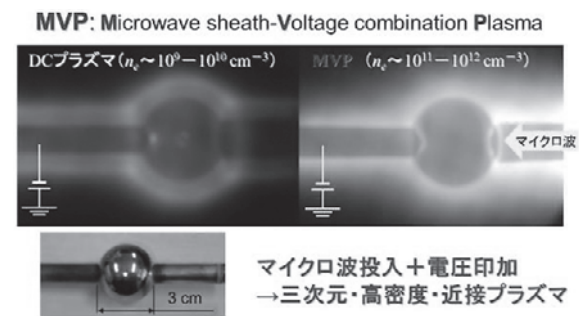 MVP: Microwave sheath-Voltage combination Plasma
DCプラズマ(nₑ～10⁹－10¹⁰ cm⁻³)
MVP (nₑ～10¹¹－10¹² cm⁻³)
マイクロ波
3 cm
マイクロ波投入＋電圧印加
→三次元・高密度・近接プラズマ